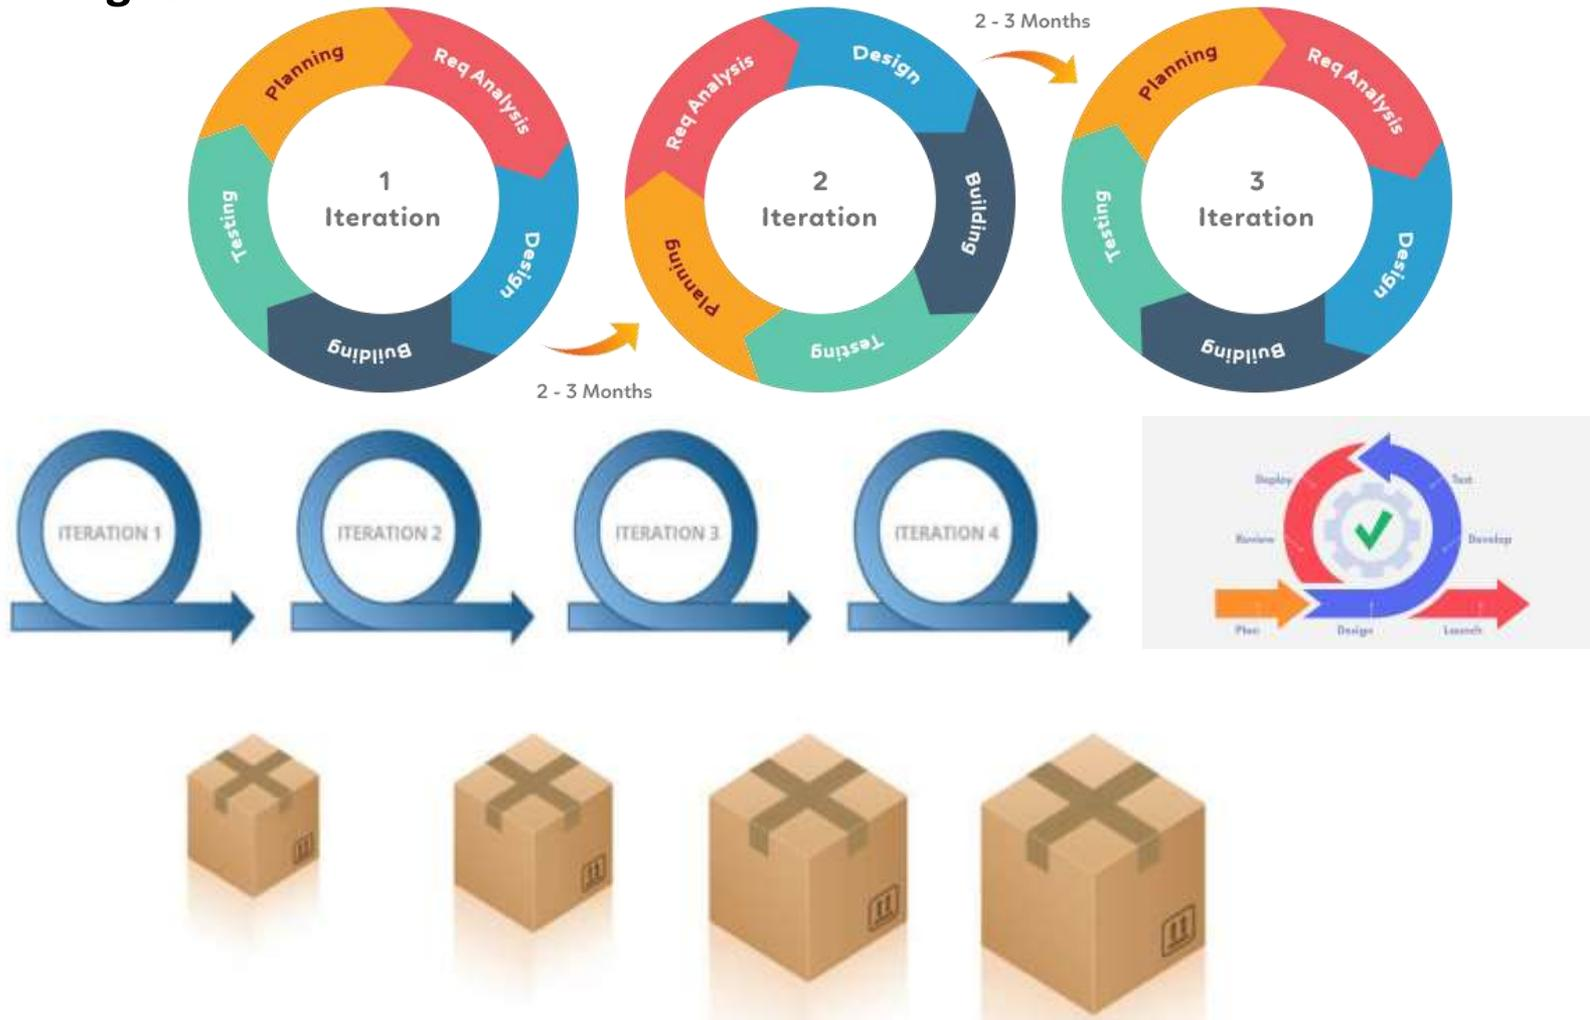 2 - 3 Months
Planning
Req Analysis
Design
Building
Testing
1
Iteration
Req Analysis
Design
Building
Testing
Planning
2
Iteration
Planning
Req Analysis
Design
Building
Testing
3
Iteration
2 - 3 Months
ITERATION 1
ITERATION 2
ITERATION 3
ITERATION 4
Deploy
Test
Review
Develop
Plan
Design
Launch